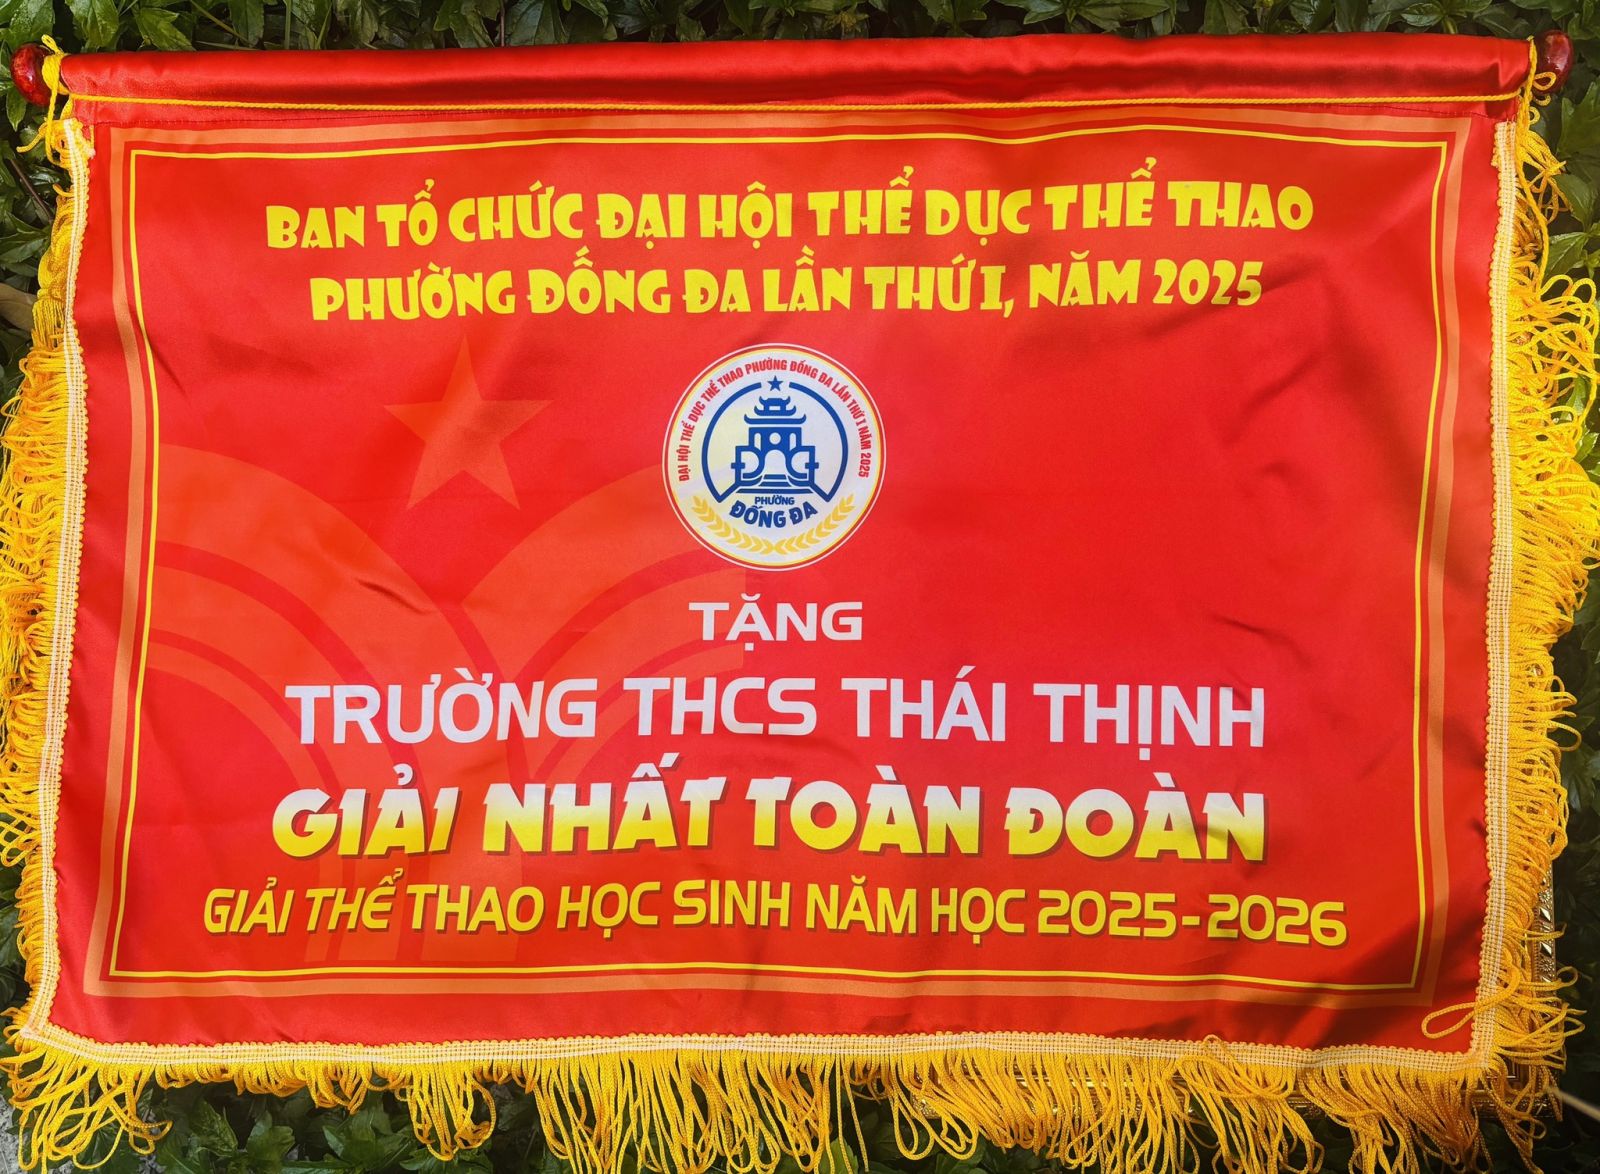 BAN TỔ CHỨC ĐẠI HỘI THỂ DỤC THỂ THAO
PHƯỜNG ĐỐNG ĐA LẦN THỨ I, NĂM 2025
ĐẠI HỘI THỂ DỤC THỂ THAO PHƯỜNG ĐỐNG ĐA LẦN THỨ I NĂM 2025
PHƯỜNG
ĐỐNG ĐA
TẶNG
TRƯỜNG THCS THÁI THỊNH
GIẢI NHẤT TOÀN ĐOÀN
GIẢI THỂ THAO HỌC SINH NĂM HỌC 2025-2026